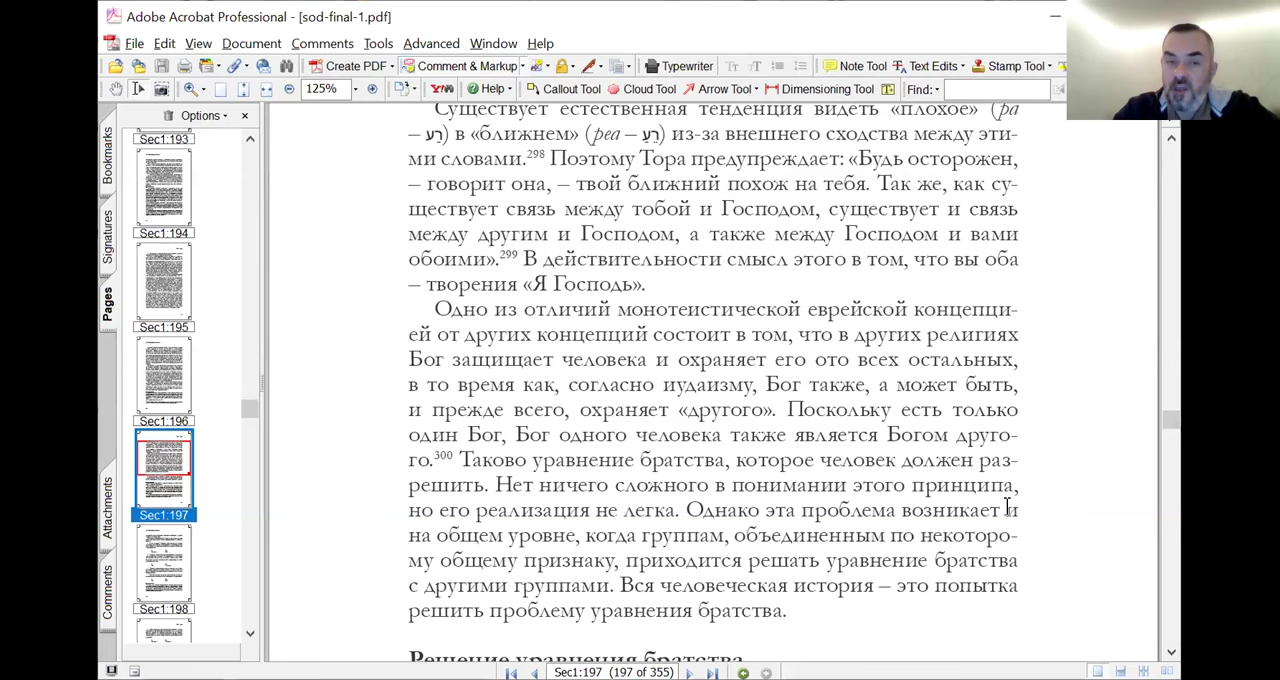 Adobe Acrobat Professional - [sod-final-1.pdf]
File Edit View Document Comments Tools Advanced Window Help
Create PDF Comment & Markup Typewriter Note Tool Text Edits Stamp Tool
125% Y! Help Callout Tool Cloud Tool Arrow Tool Dimensioning Tool Find:
Options
Bookmarks
Signatures
Pages
Attachments
Comments
Sec1:193
Sec1:194
Sec1:195
Sec1:196
Sec1:197
Sec1:198
Существует естественная тенденция видеть «плохое» (ра
– רַע) в «ближнем» (реа – רֵעַ) из-за внешнего сходства между эти-
ми словами.298 Поэтому Тора предупреждает: «Будь осторожен,
– говорит она, – твой ближний похож на тебя. Так же, как су-
ществует связь между тобой и Господом, существует и связь
между другим и Господом, а также между Господом и вами
обоими».299 В действительности смысл этого в том, что вы оба
– творения «Я Господь».
Одно из отличий монотеистической еврейской концепци-
ей от других концепций состоит в том, что в других религиях
Бог защищает человека и охраняет его ото всех остальных,
в то время как, согласно иудаизму, Бог также, а может быть,
и прежде всего, охраняет «другого». Поскольку есть только
один Бог, Бог одного человека также является Богом друго-
го.300 Таково уравнение братства, которое человек должен раз-
решить. Нет ничего сложного в понимании этого принципа,
но его реализация не легка. Однако эта проблема возникает и
на общем уровне, когда группам, объединенным по некоторо-
му общему признаку, приходится решать уравнение братства
с другими группами. Вся человеческая история – это попытка
решить проблему уравнения братства.
Решение уравнения братства
Sec1:197 (197 of 355)